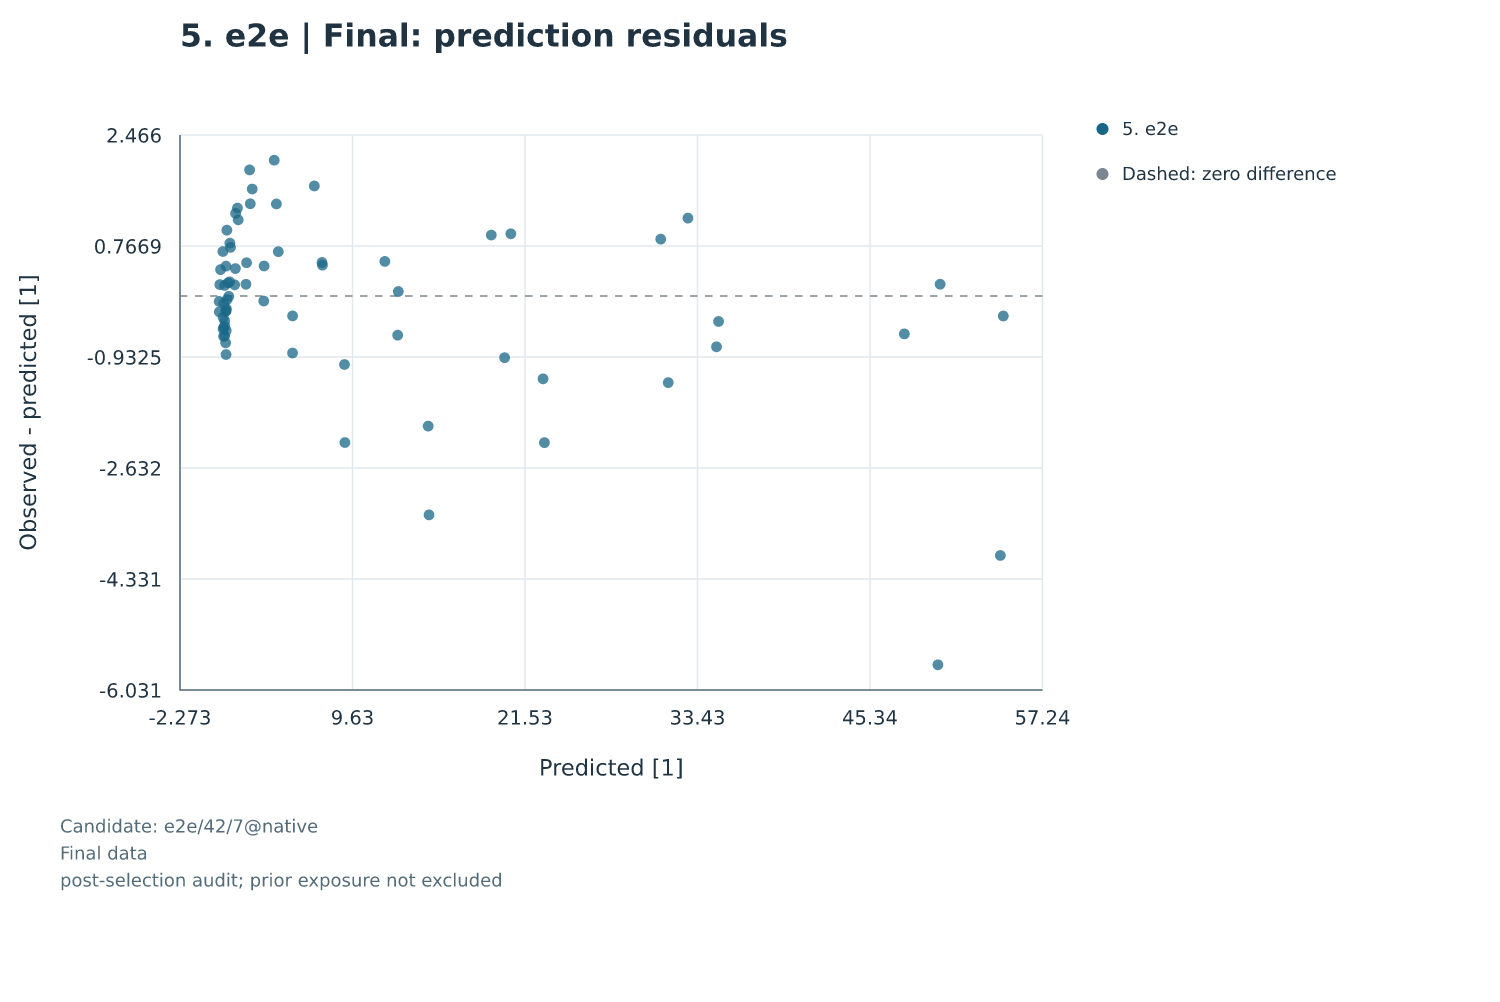 5. e2e | Final: prediction residuals
5. e2e
Dashed: zero difference
2.466
0.7669
-0.9325
-2.632
-4.331
-6.031
Observed - predicted [1]
-2.273 9.63 21.53 33.43 45.34 57.24
Predicted [1]
Candidate: e2e/42/7@native
Final data
post-selection audit; prior exposure not excluded